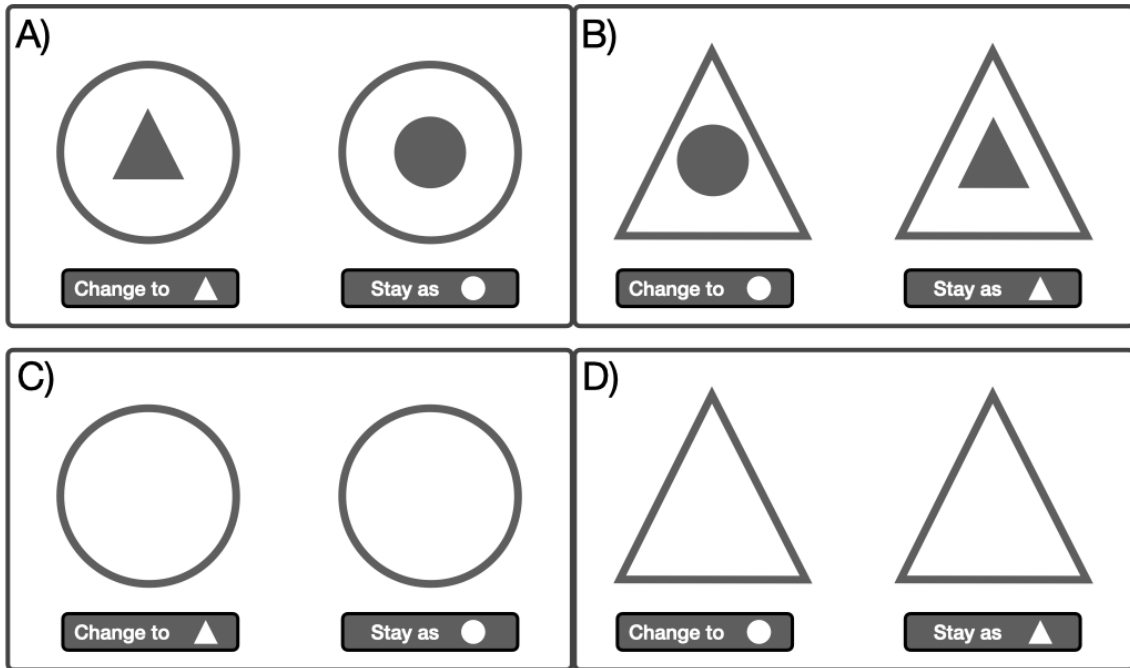 A)
Change to
Stay as
B)
Change to
Stay as
C)
Change to
Stay as
D)
Change to
Stay as